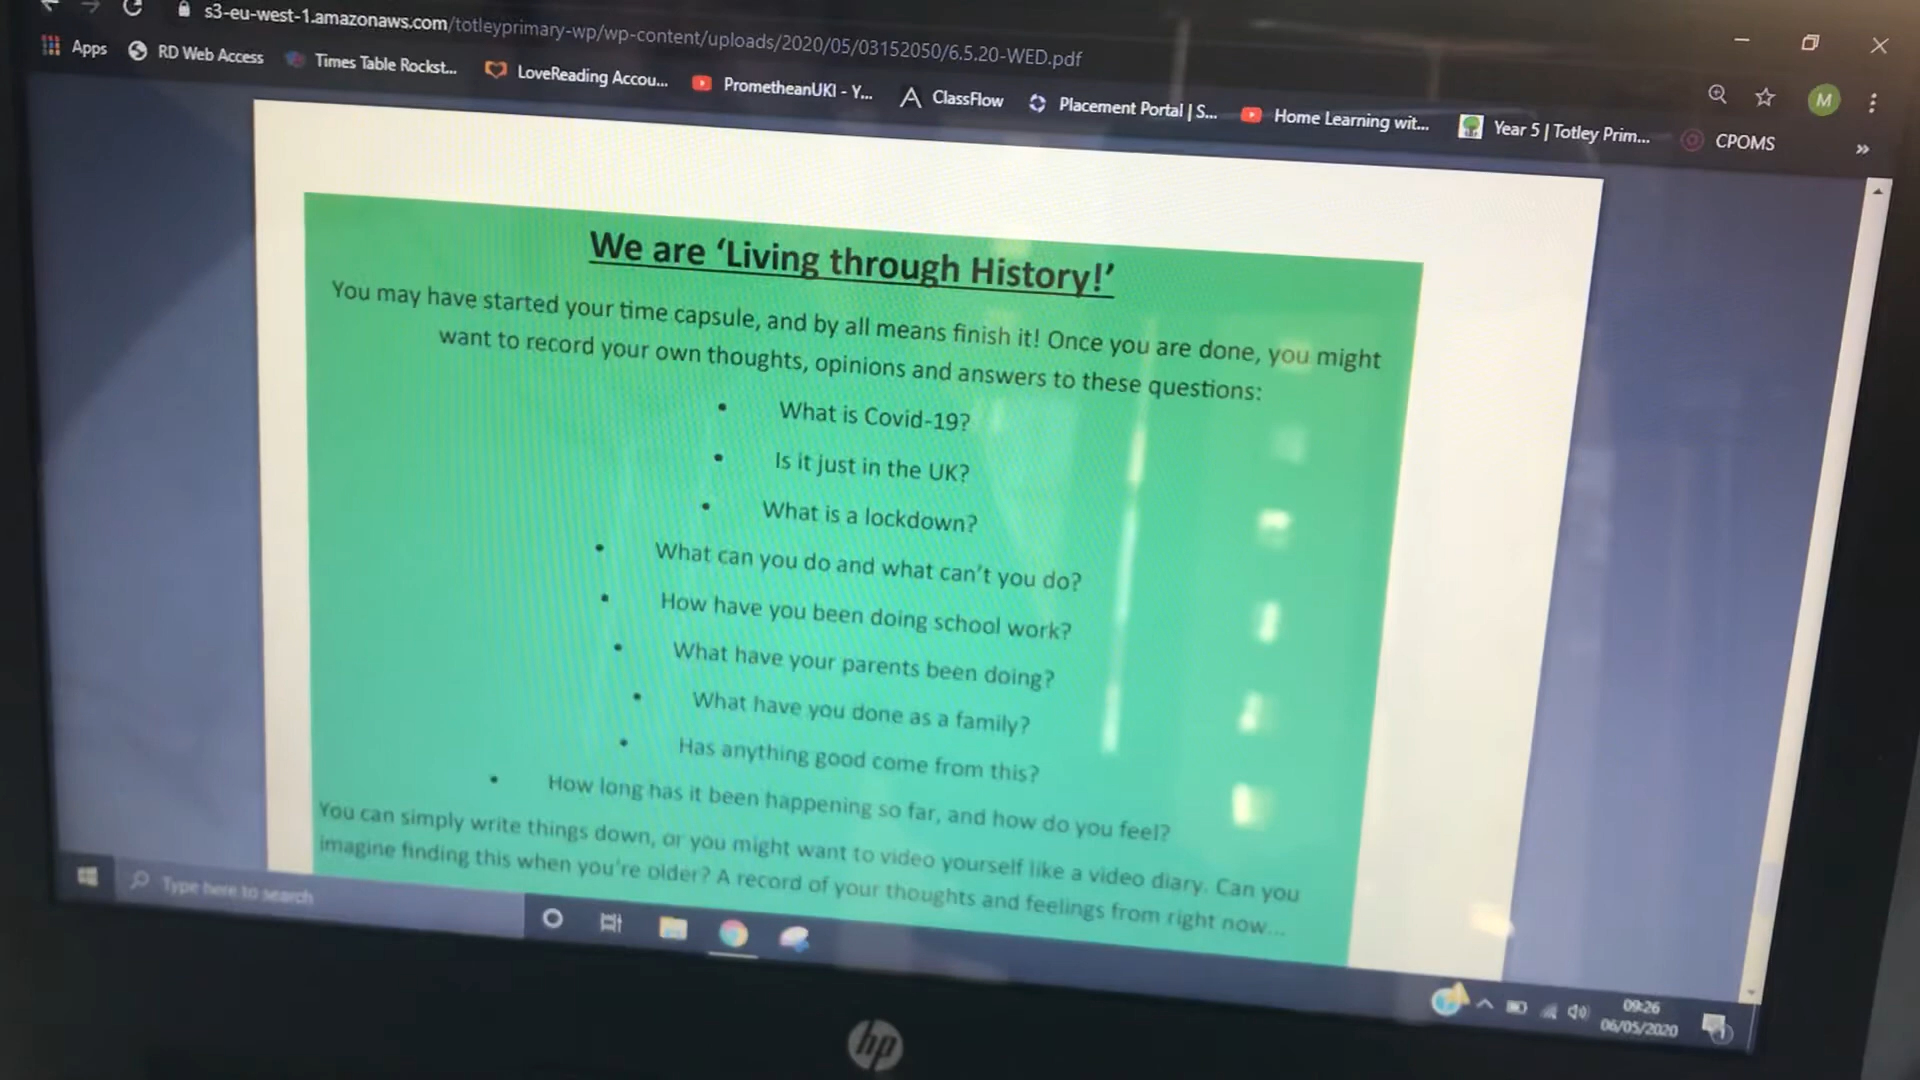 s3-eu-west-1.amazonaws.com/totleyprimary-wp/wp-content/uploads/2020/05/03152050/6.5.20-WED.pdf
Apps RD Web Access Times Table Rockst... LoveReading Accou... PrometheanUKI - Y... ClassFlow Placement Portal | S... Home Learning wit... Year 5 | Totley Prim... CPOMS »
M
We are ‘Living through History!’
You may have started your time capsule, and by all means finish it! Once you are done, you might
want to record your own thoughts, opinions and answers to these questions:
• What is Covid-19?
• Is it just in the UK?
• What is a lockdown?
• What can you do and what can’t you do?
• How have you been doing school work?
• What have your parents been doing?
• What have you done as a family?
• Has anything good come from this?
• How long has it been happening so far, and how do you feel?
You can simply write things down, or you might want to video yourself like a video diary. Can you
imagine finding this when you’re older? A record of your thoughts and feelings from right now...
Type here to search
09:26
06/05/2020
hp